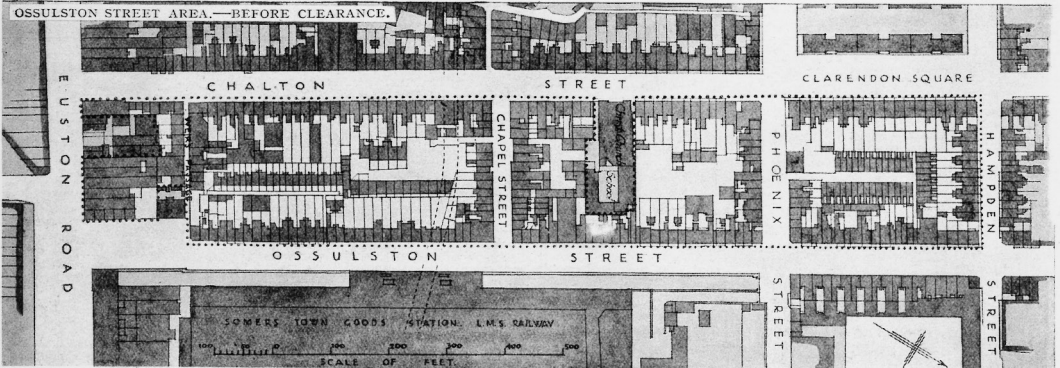 OSSULSTON STREET AREA.—BEFORE CLEARANCE.
EUSTON ROAD
CHALTON STREET
CLARENDON SQUARE
CHAPEL STREET
School
PHOENIX STREET
HAMPDEN STREET
OSSULSTON STREET
SOMERS TOWN GOODS STATION. L.M.S. RAILWAY
100 50 0 100 200 300 400 500
SCALE OF FEET.